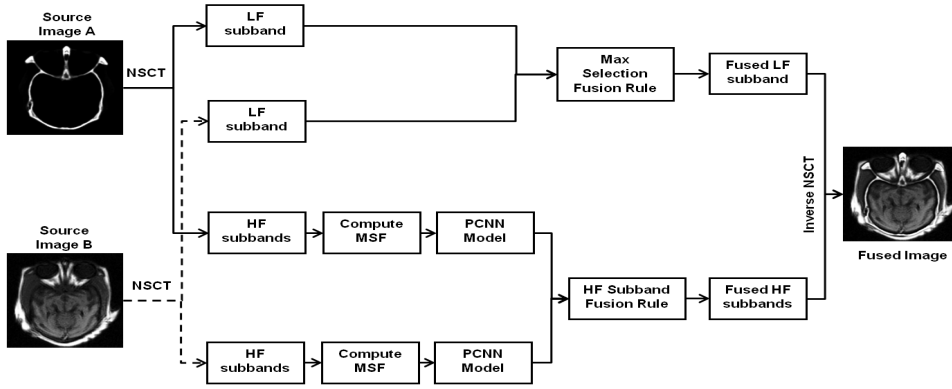 Source
Image A
NSCT
LF
subband
LF
subband
Max
Selection
Fusion Rule
Fused LF
subband
Source
Image B
NSCT
HF
subbands
Compute
MSF
PCNN
Model
HF
subbands
Compute
MSF
PCNN
Model
HF Subband
Fusion Rule
Fused HF
subbands
Inverse NSCT
Fused Image